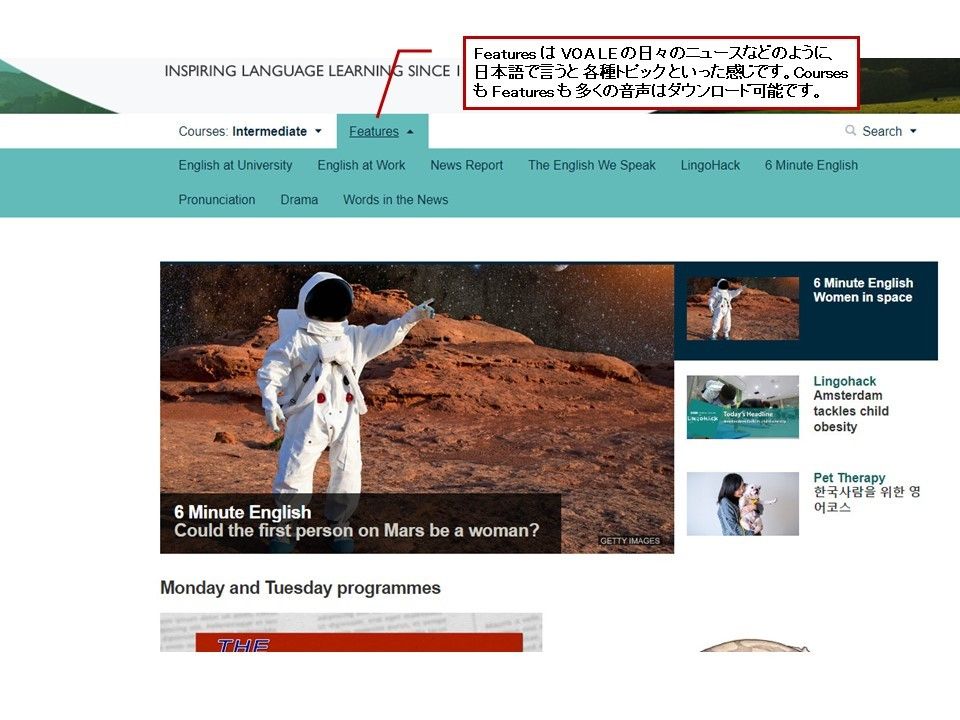 Features は VOA LE の日々のニュースなどのように、
日本語で言うと 各種トピックといった感じです。Courses
も Features も 多くの音声はダウンロード可能です。
INSPIRING LANGUAGE LEARNING SINCE 1
Courses: Intermediate
Features
Search
English at University English at Work News Report The English We Speak LingoHack 6 Minute English
Pronunciation Drama Words in the News
6 Minute English
Could the first person on Mars be a woman?
GETTY IMAGES
6 Minute English
Women in space
Lingohack
Amsterdam
tackles child
obesity
Today's Headline
LINGOHACK
Pet Therapy
한국사람을 위한 영
어코스
Monday and Tuesday programmes
THE